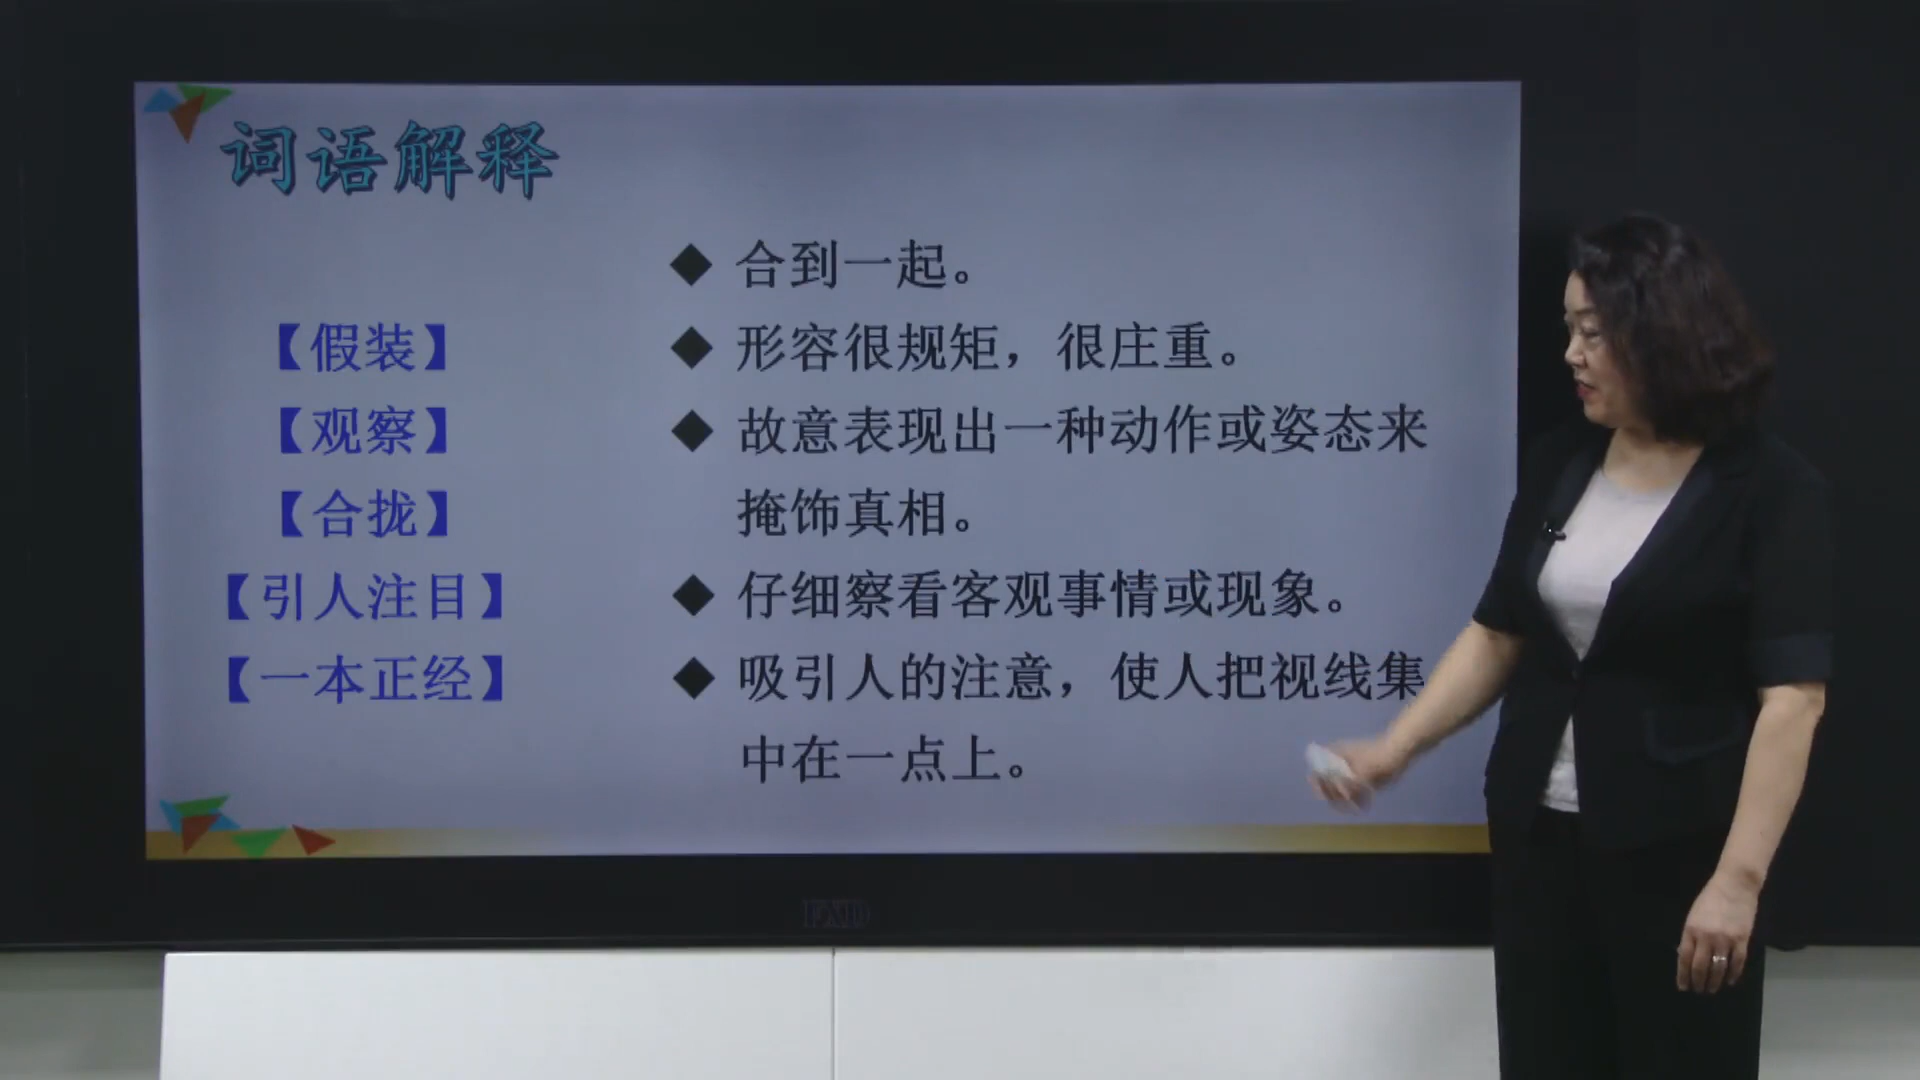 词语解释
合到一起。
【假装】
形容很规矩，很庄重。
【观察】
故意表现出一种动作或姿态来
【合拢】
掩饰真相。
【引人注目】
仔细察看客观事情或现象。
【一本正经】
吸引人的注意，使人把视线集
中在一点上。